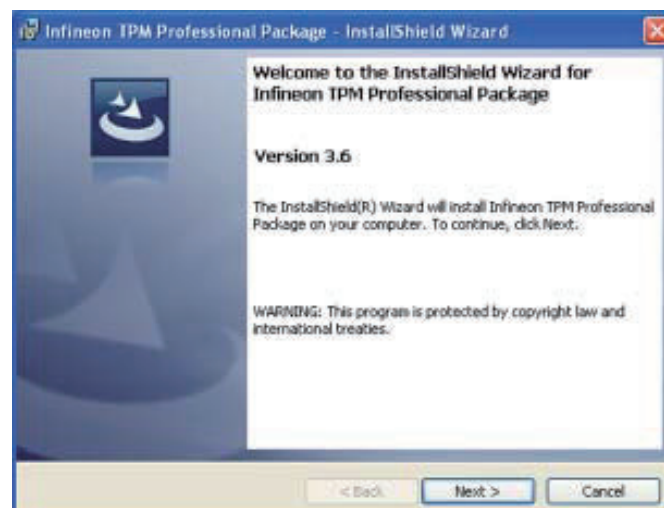 Infineon TPM Professional Package - InstallShield Wizard
Welcome to the InstallShield Wizard for
Infineon TPM Professional Package
Version 3.6
The InstallShield(R) Wizard will install Infineon TPM Professional
Package on your computer. To continue, click Next.
WARNING: This program is protected by copyright law and
international treaties.
< Back
Next >
Cancel